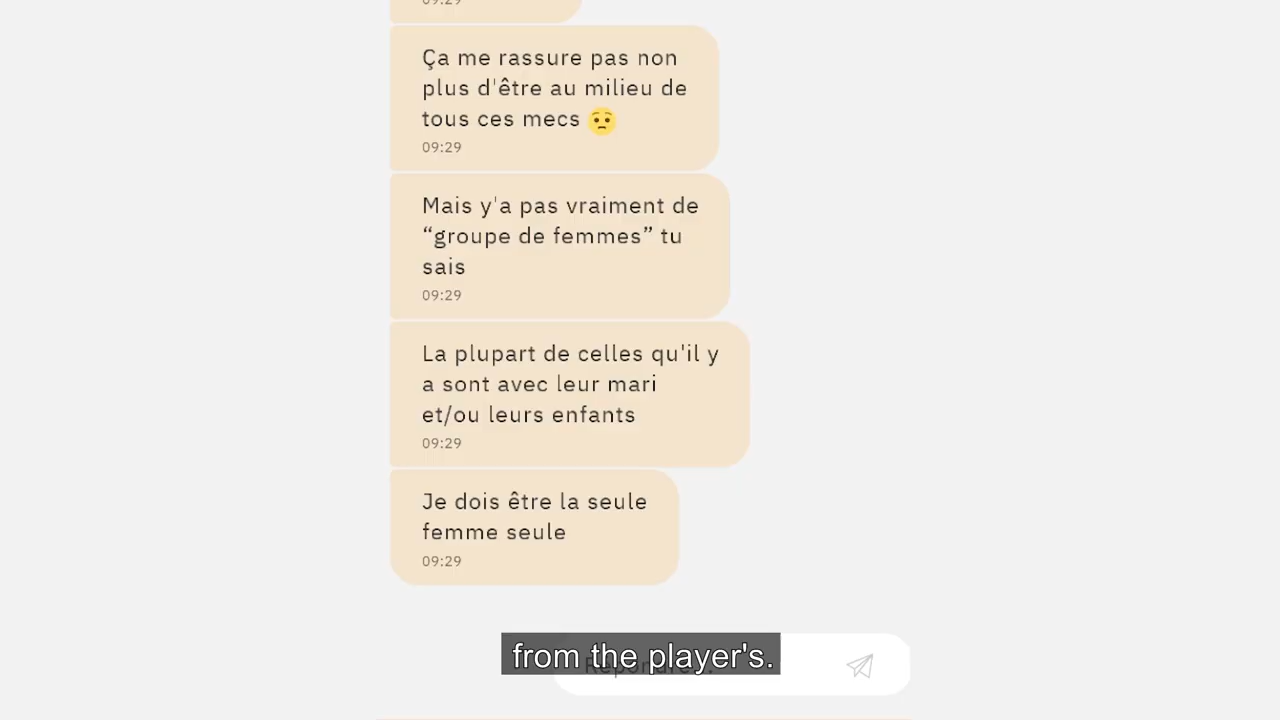 09:29
Ça me rassure pas non
plus d'être au milieu de
tous ces mecs 😟
09:29
Mais y'a pas vraiment de
“groupe de femmes” tu
sais
09:29
La plupart de celles qu'il y
a sont avec leur mari
et/ou leurs enfants
09:29
Je dois être la seule
femme seule
09:29
from the player's.